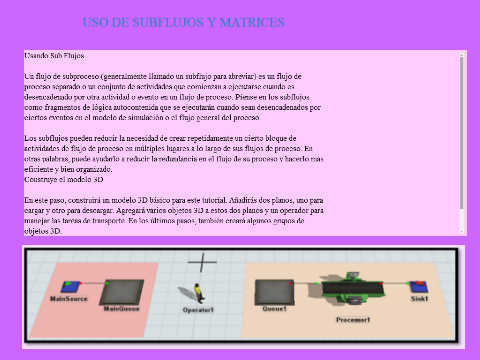 USO DE SUBFLUJOS Y MATRICES
Usando Sub Flujos
Un flujo de subproceso (generalmente llamado un subflujo para abreviar) es un flujo de
proceso separado o un conjunto de actividades que comienzan a ejecutarse cuando es
desencadenado por otra actividad o evento en un flujo de proceso. Piense en los subflujos
como fragmentos de lógica autocontenida que se ejecutarán cuando sean desencadenados por
ciertos eventos en el modelo de simulación o el flujo general del proceso.
Los subflujos pueden reducir la necesidad de crear repetidamente un cierto bloque de
actividades de flujo de proceso en múltiples lugares a lo largo de sus flujos de proceso. En
otras palabras, puede ayudarlo a reducir la redundancia en el flujo de su proceso y hacerlo más
eficiente y bien organizado.
Construye el modelo 3D
En este paso, construirá un modelo 3D básico para este tutorial. Añadirás dos planos, uno para
cargar y otro para descargar. Agregará varios objetos 3D a estos dos planos y un operador para
manejar las tareas de transporte. En los últimos pasos, también creará algunos grupos de
objetos 3D.
MainSource
MainQueue
Operator1
Queue1
Processor1
Sink1